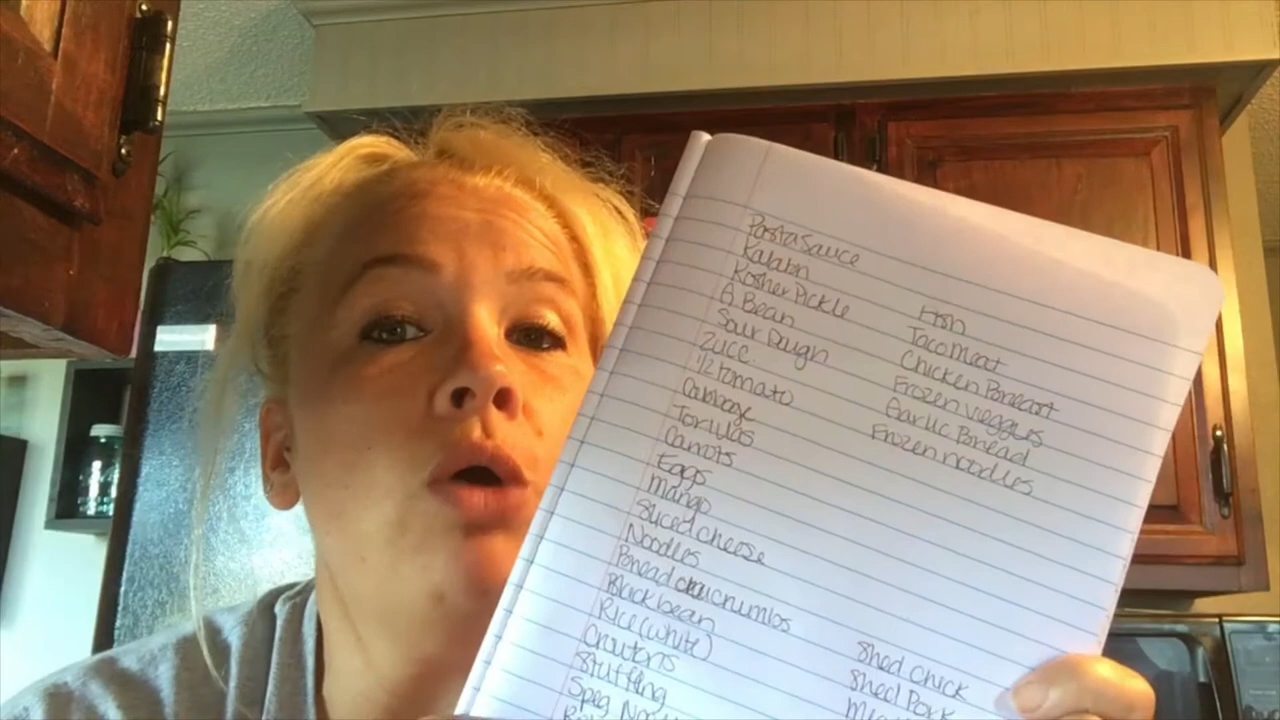 Pasta Sauce
Kosher Pickle
A. Bean
Sour Dough
Zucc.
1/2 tomato
Cabbage
Tortillas
Carrots
Eggs
Mango
Sliced cheese
Noodles
Bread crumbs
Black bean
Rice (white)
Croutons
Stuffing
Speg
Fish
Taco Meat
Chicken Breast
Frozen veggies
Garlic Bread
Frozen noodles
Shed Chick
Shed Pork